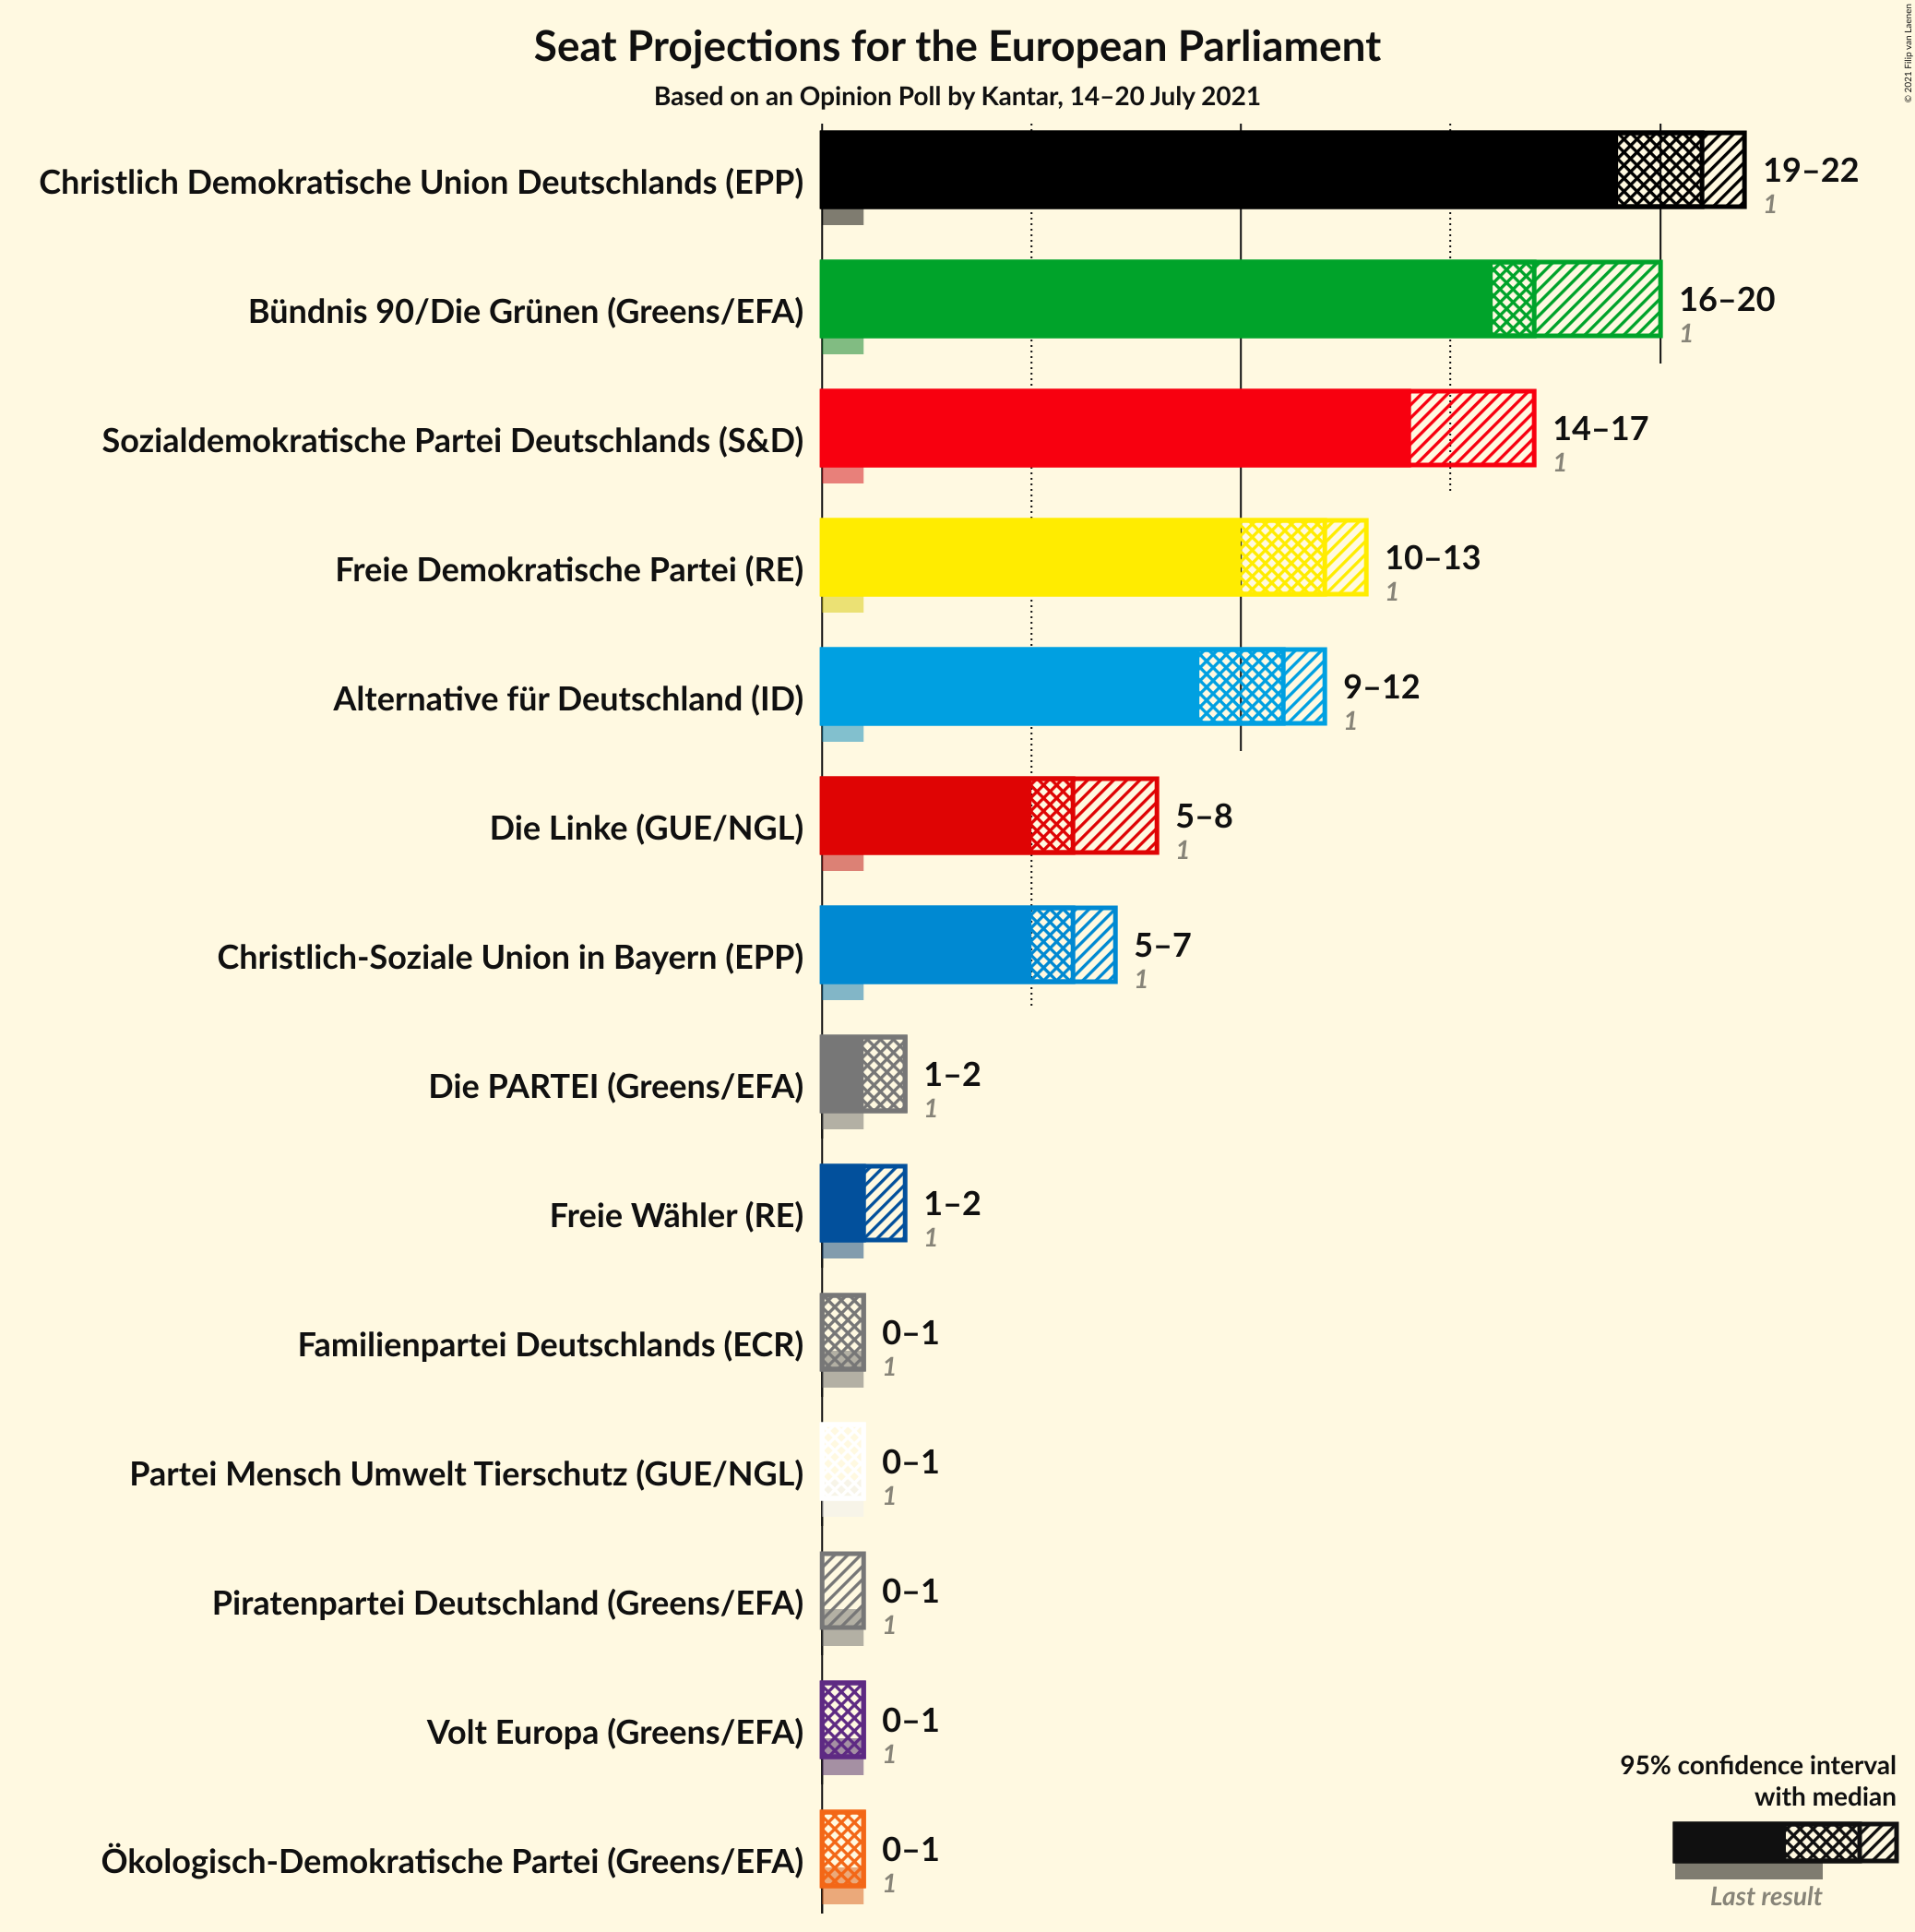 Seat Projections for the European Parliament
Based on an Opinion Poll by Kantar, 14–20 July 2021
© 2021 Filip van Laenen
Christlich Demokratische Union Deutschlands (EPP)
19–22
1
Bündnis 90/Die Grünen (Greens/EFA)
16–20
1
Sozialdemokratische Partei Deutschlands (S&D)
14–17
1
Freie Demokratische Partei (RE)
10–13
1
Alternative für Deutschland (ID)
9–12
1
Die Linke (GUE/NGL)
5–8
1
Christlich-Soziale Union in Bayern (EPP)
5–7
1
Die PARTEI (Greens/EFA)
1–2
1
Freie Wähler (RE)
1–2
1
Familienpartei Deutschlands (ECR)
0–1
1
Partei Mensch Umwelt Tierschutz (GUE/NGL)
0–1
1
Piratenpartei Deutschland (Greens/EFA)
0–1
1
Volt Europa (Greens/EFA)
0–1
1
Ökologisch-Demokratische Partei (Greens/EFA)
0–1
1
95% confidence interval
with median
Last result